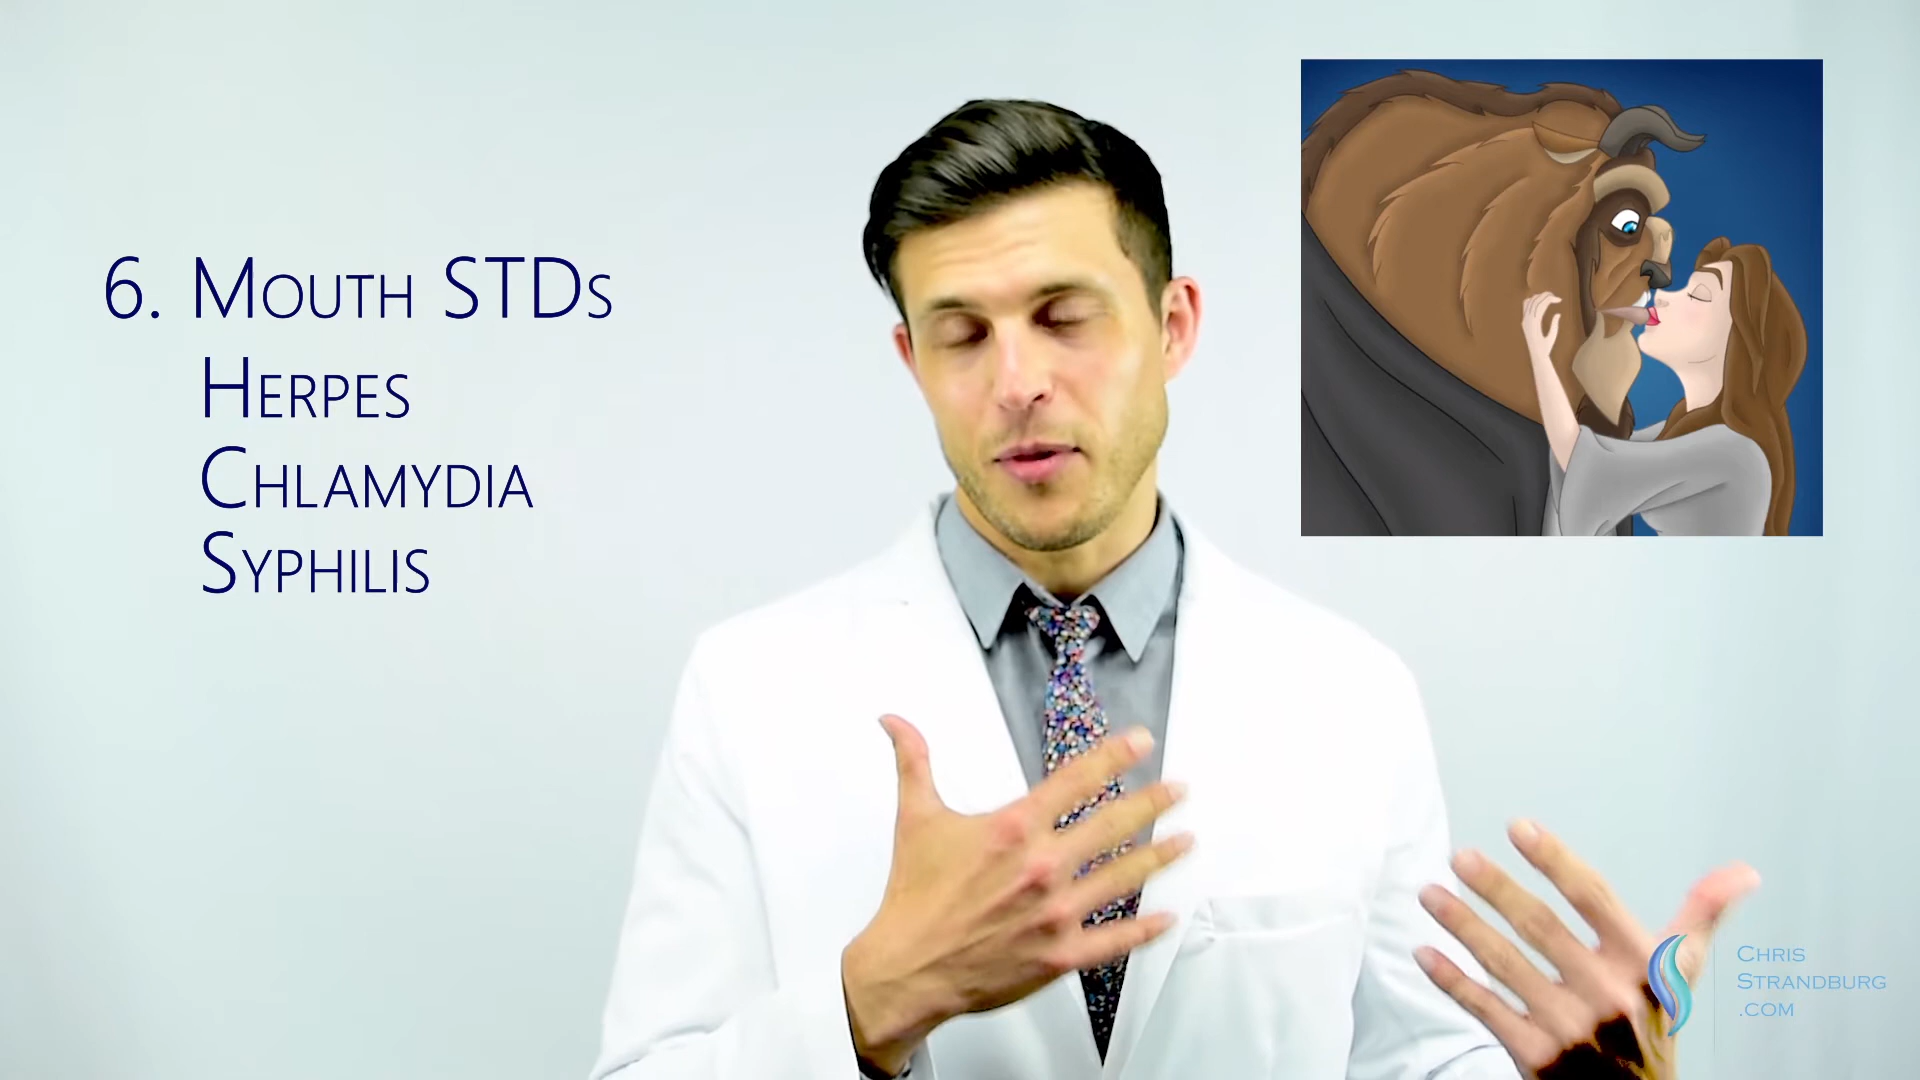 6. Mouth STDs
Herpes
Chlamydia
Syphilis
Chris
Strandburg
.com